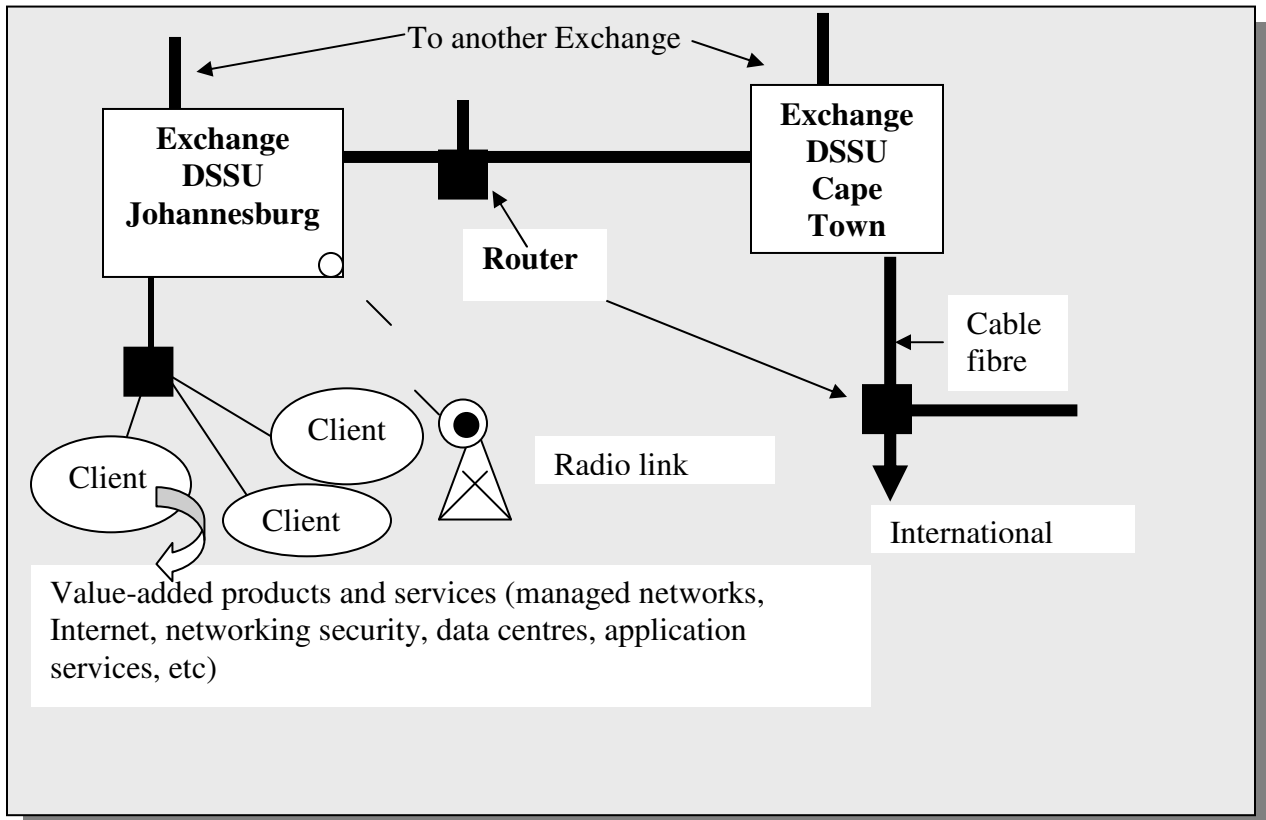 To another Exchange
Exchange
DSSU
Johannesburg
Exchange
DSSU
Cape
Town
Router
Cable
fibre
Client
Client
Client
Radio link
International
Value-added products and services (managed networks,
Internet, networking security, data centres, application
services, etc)